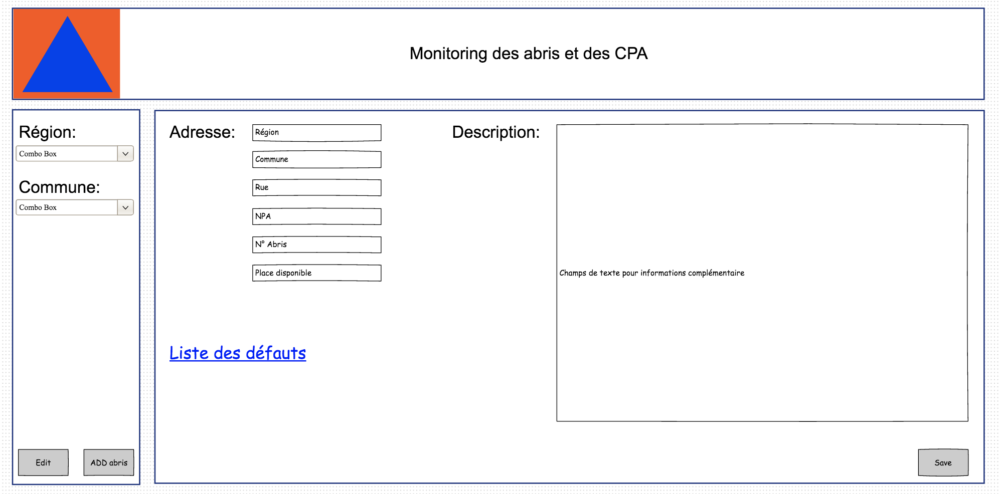 Monitoring des abris et des CPA
Région:
Combo Box
Commune:
Combo Box
Edit
ADD abris
Adresse:
Région
Commune
Rue
NPA
N° Abris
Place disponible
Liste des défauts
Description:
Champs de texte pour informations complémentaire
Save